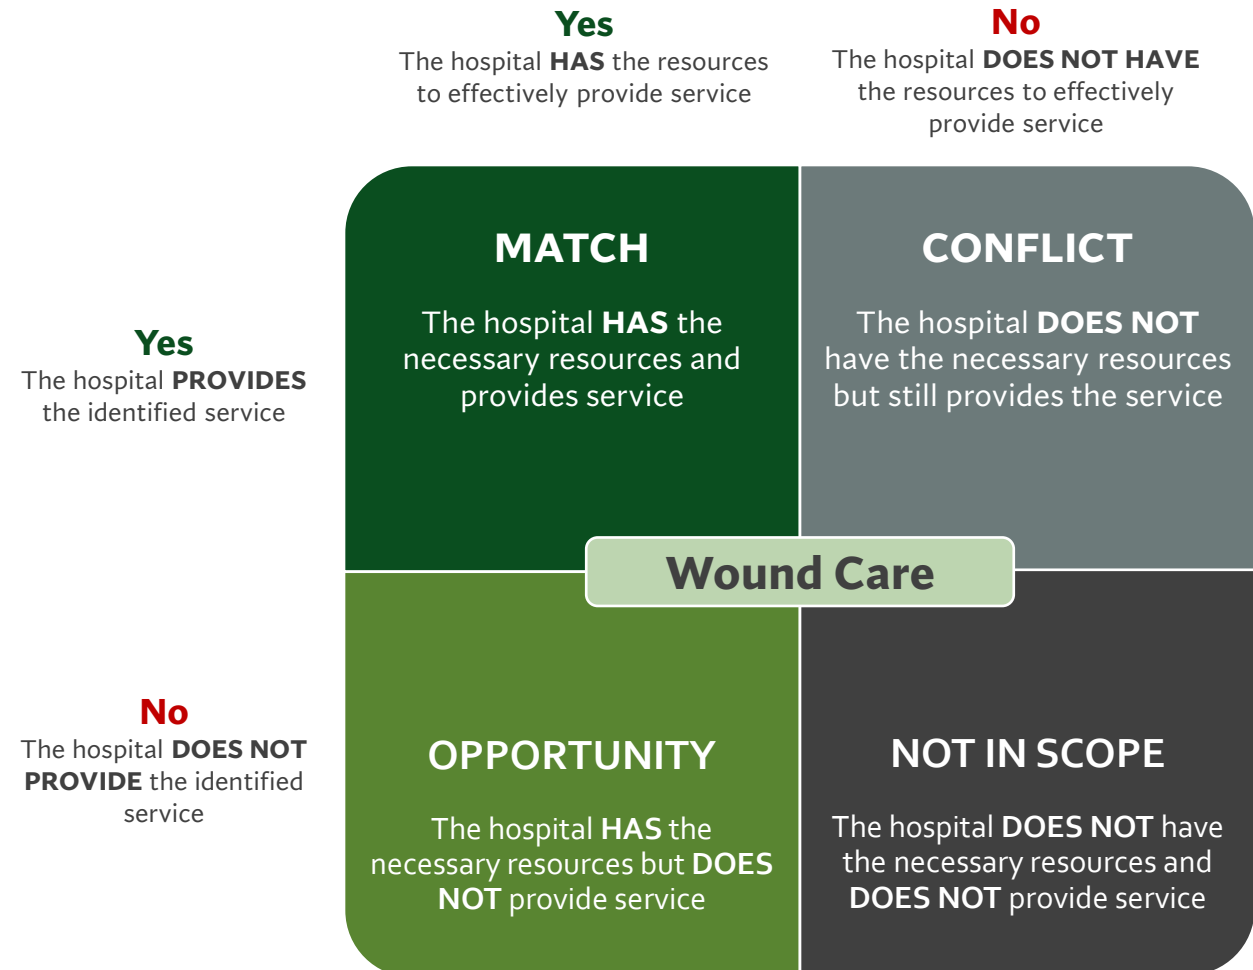 Yes
The hospital HAS the resources
to effectively provide service
No
The hospital DOES NOT HAVE
the resources to effectively
provide service
Yes
The hospital PROVIDES
the identified service
MATCH
The hospital HAS the
necessary resources and
provides service
CONFLICT
The hospital DOES NOT
have the necessary resources
but still provides the service
Wound Care
No
The hospital DOES NOT
PROVIDE the identified
service
OPPORTUNITY
The hospital HAS the
necessary resources but DOES
NOT provide service
NOT IN SCOPE
The hospital DOES NOT have
the necessary resources and
DOES NOT provide service